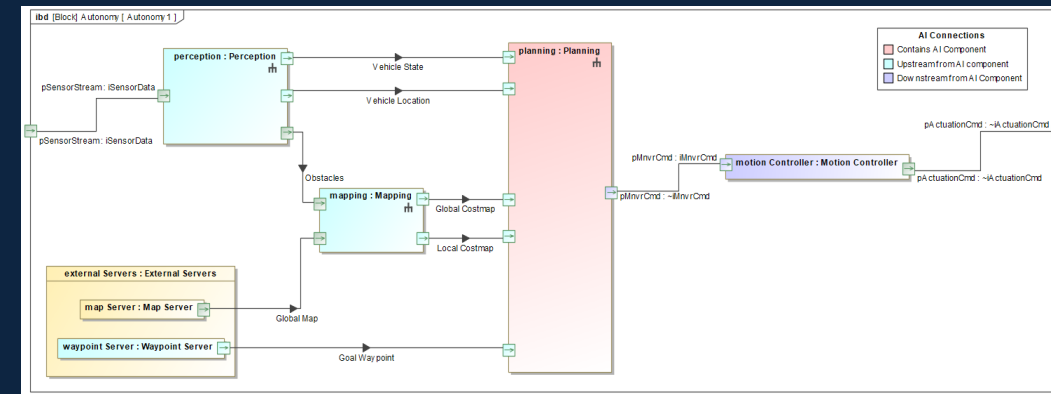 ibd [Block] Autonomy [ Autonomy1 ]
AI Connections
Contains AI Component
Upstream from AI component
Downstream from AI Component
perception : Perception
planning : Planning
Vehicle State
Vehicle Location
pSensorStream : iSensorData
pSensorStream : iSensorData
Obstacles
mapping : Mapping
Global Costmap
Local Costmap
pMnvrCmd : iMnvrCmd
pMnvrCmd : ~iMnvrCmd
motion Controller : Motion Controller
pActuationCmd : ~iActuationCmd
pActuationCmd : ~iActuationCmd
external Servers : External Servers
map Server : Map Server
Global Map
waypoint Server : Waypoint Server
Goal Waypoint